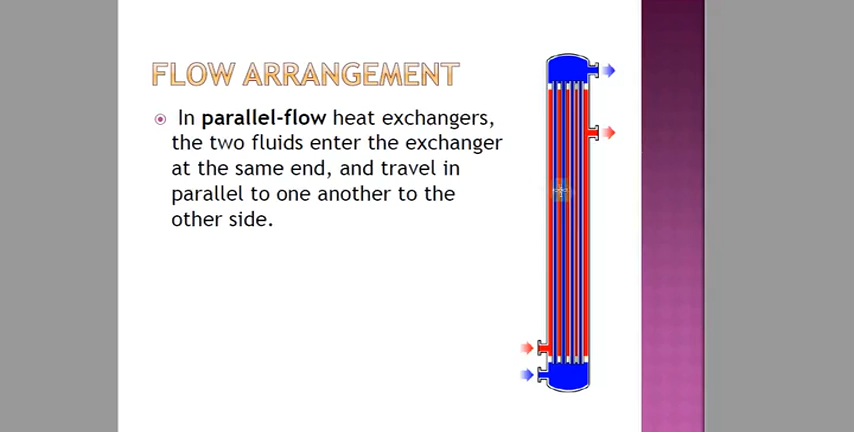 FLOW ARRANGEMENT
In parallel-flow heat exchangers,
the two fluids enter the exchanger
at the same end, and travel in
parallel to one another to the
other side.